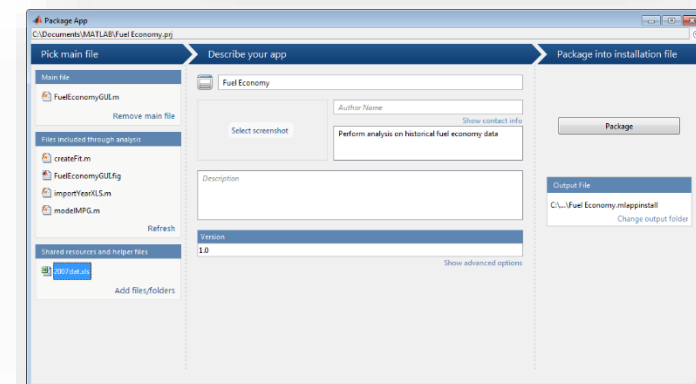 Package App
C:\Documents\MATLAB\Fuel Economy.prj
Pick main file
Describe your app
Package into installation file
Main file
FuelEconomyGUI.m
Remove main file
Files included through analysis
createFit.m
FuelEconomyGUI.fig
importYearXLS.m
modelMPG.m
Refresh
Shared resources and helper files
2007dat.xls
Add files/folders
Fuel Economy
Select screenshot
Author Name
Show contact info
Perform analysis on historical fuel economy data
Description
Version
1.0
Show advanced options
Package
Output File
C:\...\Fuel Economy.mlappinstall
Change output folder